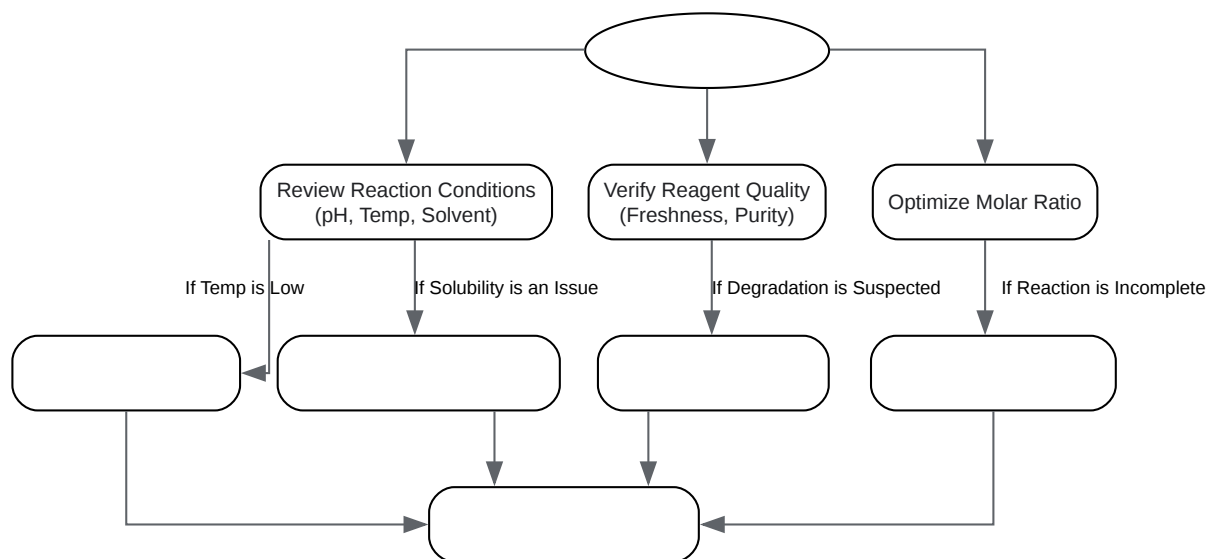 Review Reaction Conditions
(pH, Temp, Solvent)
Verify Reagent Quality
(Freshness, Purity)
Optimize Molar Ratio
If Temp is Low
If Solubility is an Issue
If Degradation is Suspected
If Reaction is Incomplete